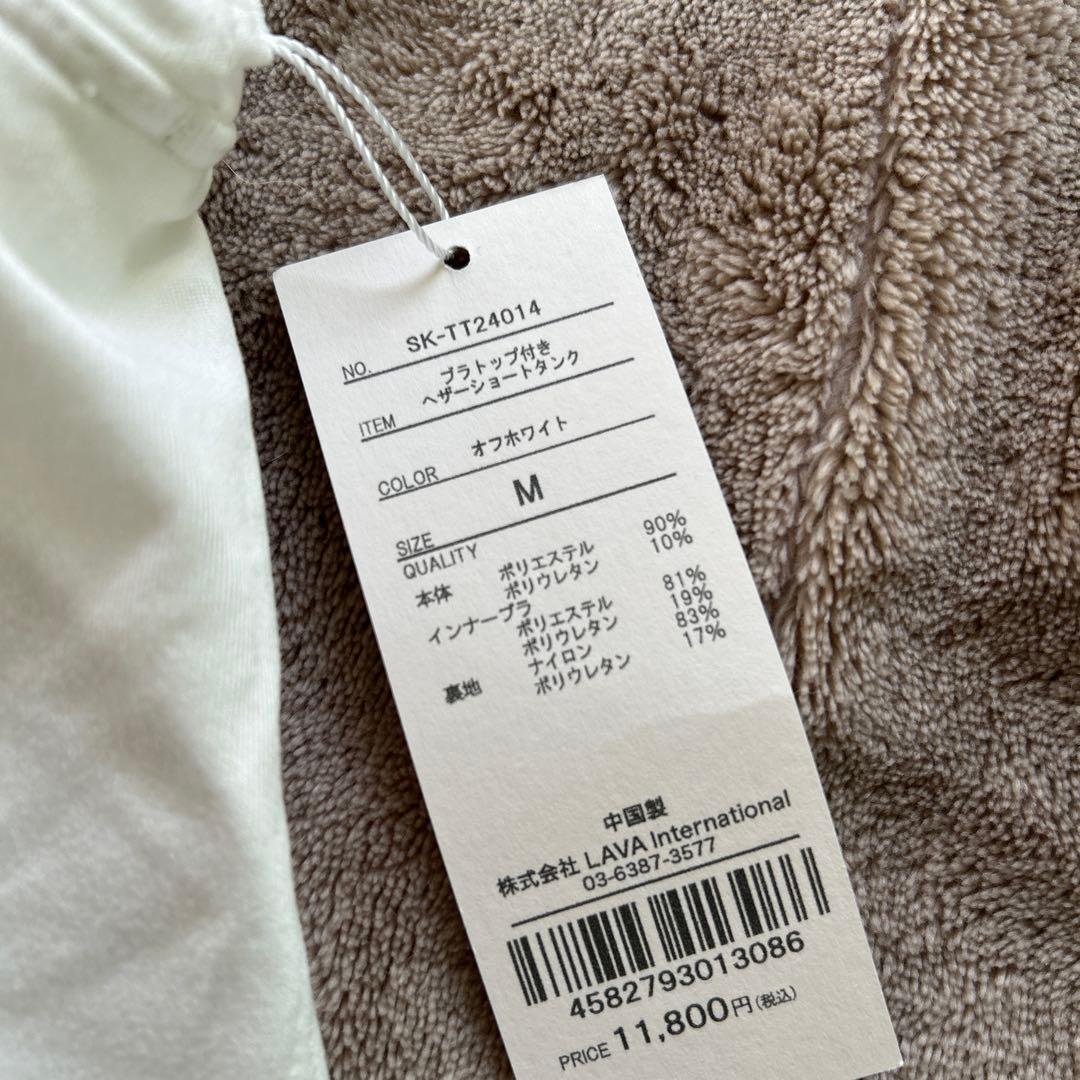 NO. SK-TT24014
ブラトップ付き
ITEM ヘザーショートタンク
COLOR オフホワイト
SIZE M
QUALITY
本体 ポリエステル 90%
ポリウレタン 10%
インナーブラ
ポリエステル 81%
ポリウレタン 19%
裏地 ナイロン 83%
ポリウレタン 17%
中国製
株式会社 LAVA International
03-6387-3577
4582793013086
PRICE 11,800円(税込)